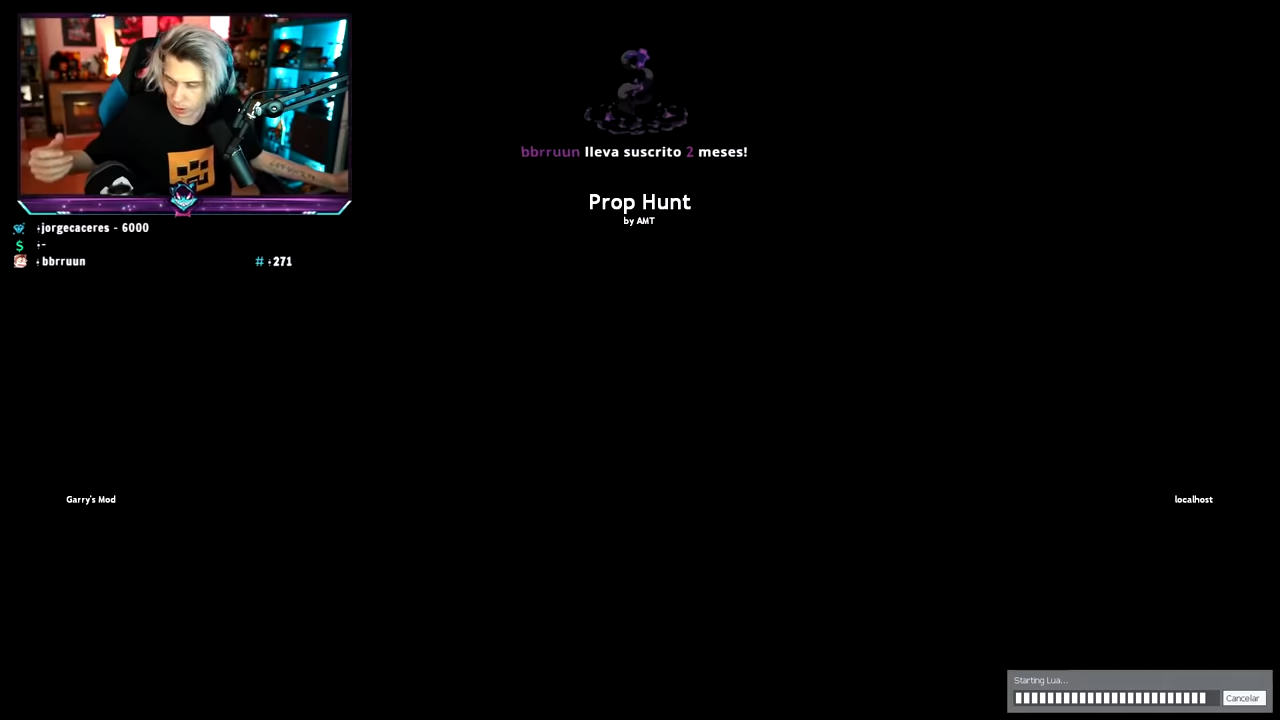 bbrruun lleva suscrito 2 meses!
Prop Hunt
by AMT
jorgecaceres - 6000
$ -
bbrruun # 271
Garry's Mod
localhost
Starting Lua...
Cancelar